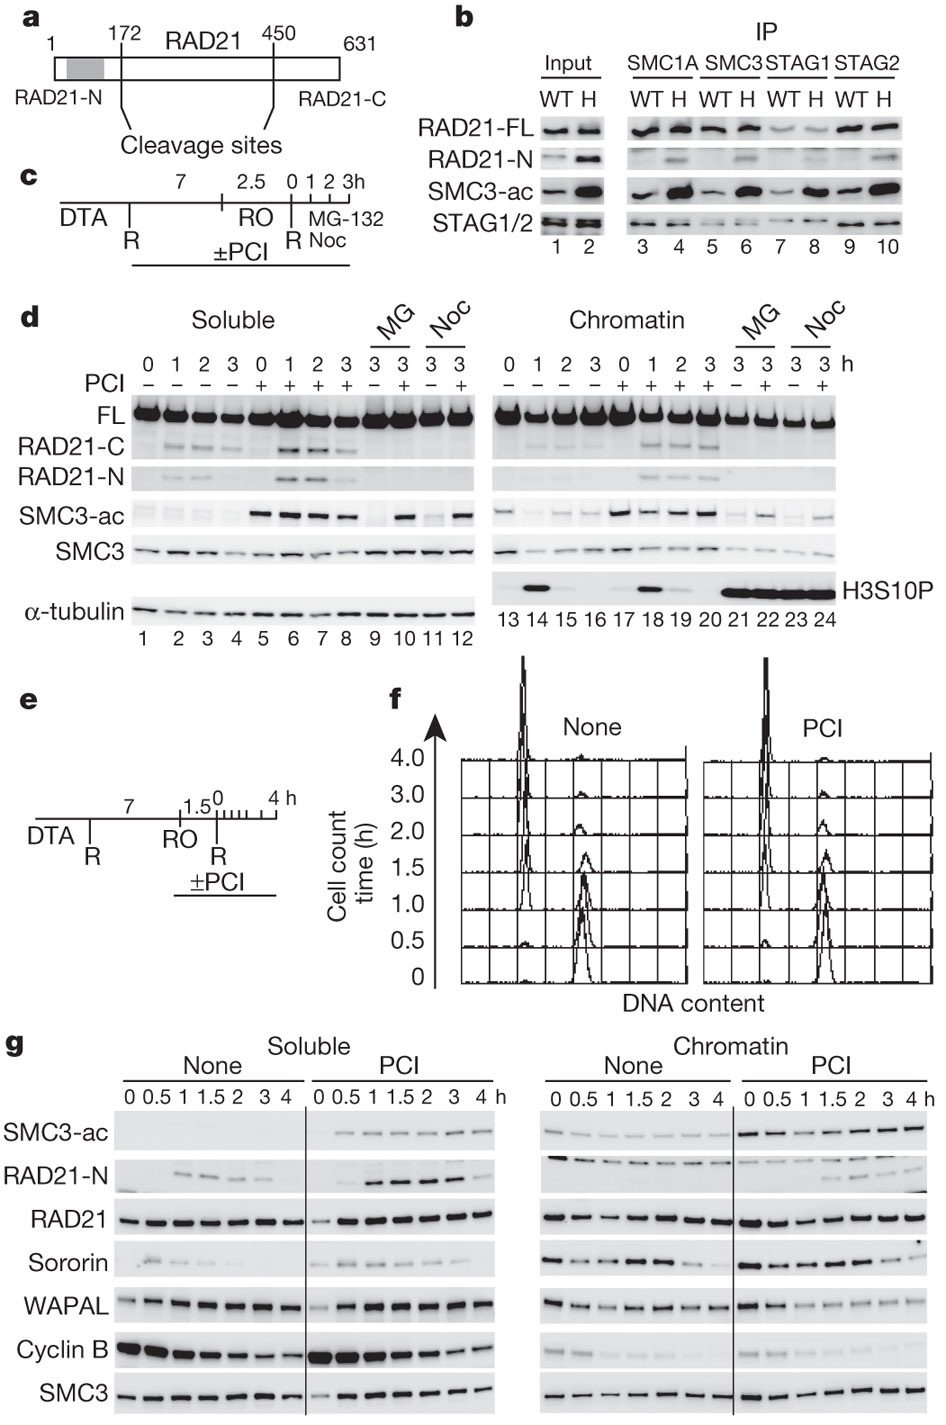 a
1 172 RAD21 450 631
RAD21-N RAD21-C
Cleavage sites
b
IP
Input SMC1A SMC3 STAG1 STAG2
WT H WT H WT H WT H WT H
RAD21-FL
RAD21-N
SMC3-ac
STAG1/2
1 2 3 4 5 6 7 8 9 10
c
7 2.5 0 1 2 3h
DTA RO MG-132
R R Noc
±PCI
d
Soluble MG Noc Chromatin MG Noc
0 1 2 3 0 1 2 3 3 3 3 3 0 1 2 3 0 1 2 3 3 3 3 3 h
PCI − − − − + + + + − + − + − − − − + + + + − + − +
FL
RAD21-C
RAD21-N
SMC3-ac
SMC3
H3S10P
α-tubulin
1 2 3 4 5 6 7 8 9 10 11 12 13 14 15 16 17 18 19 20 21 22 23 24
e
7 1.5 0 4 h
DTA RO
R R
±PCI
f
None PCI
4.0
3.0
2.0
1.5
1.0
0.5
0
Cell count
time (h)
DNA content
g
Soluble Chromatin
None PCI None PCI
0 0.5 1 1.5 2 3 4 0 0.5 1 1.5 2 3 4 h 0 0.5 1 1.5 2 3 4 0 0.5 1 1.5 2 3 4 h
SMC3-ac
RAD21-N
RAD21
Sororin
WAPAL
Cyclin B
SMC3